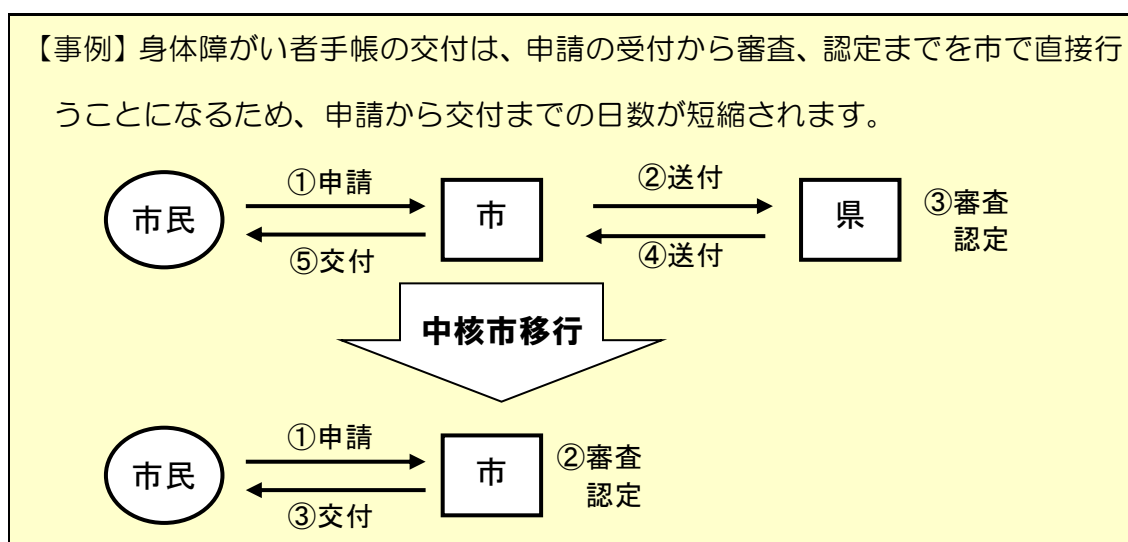 【事例】身体障がい者手帳の交付は、申請の受付から審査、認定までを市で直接行
うことになるため、申請から交付までの日数が短縮されます。
①申請
②送付
市民
市
県
③審査
認定
⑤交付
④送付
中核市移行
①申請
市民
市
②審査
認定
③交付